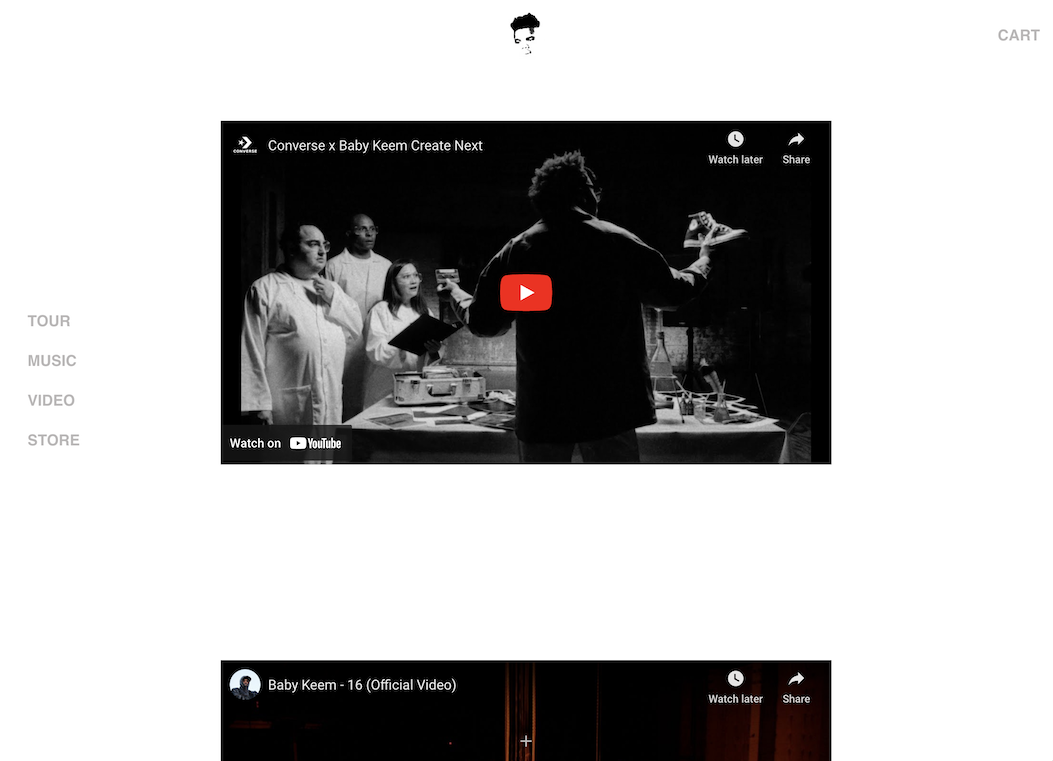 CART
CONVERSE
Converse x Baby Keem Create Next
Watch later
Share
TOUR
MUSIC
VIDEO
STORE
Watch on YouTube
Baby Keem - 16 (Official Video)
Watch later
Share